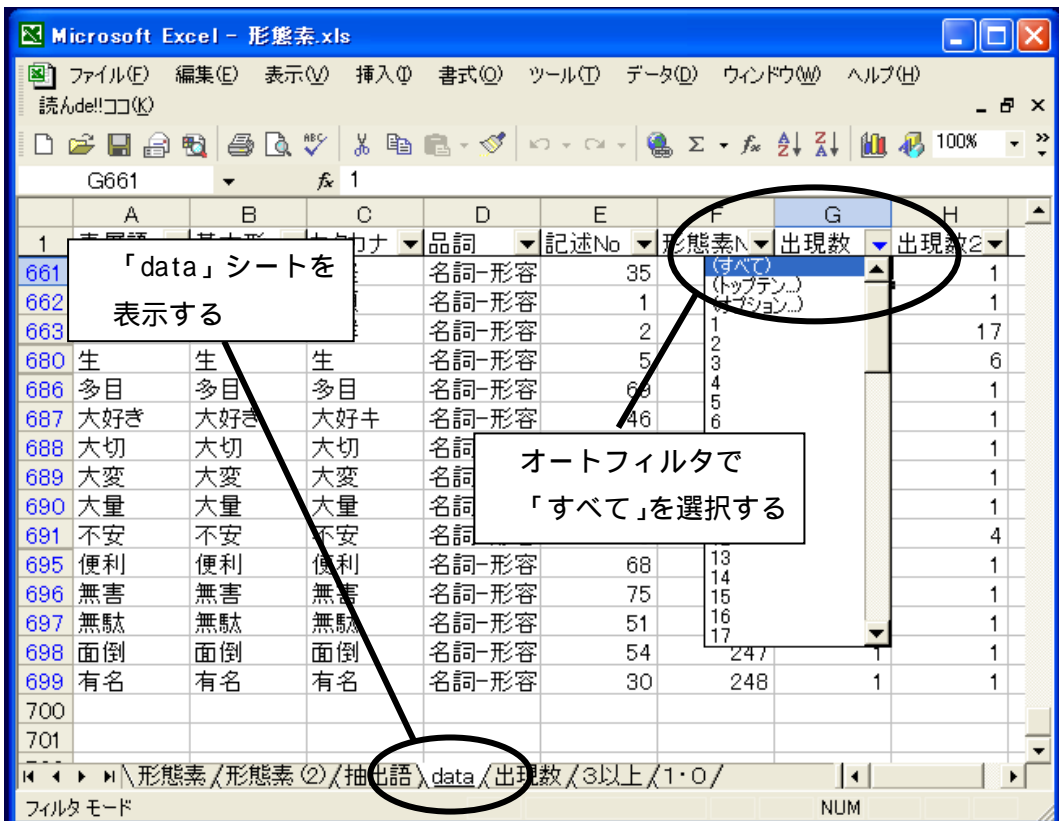 Microsoft Excel - 形態素.xls
ファイル(F) 編集(E) 表示(V) 挿入(I) 書式(O) ツール(T) データ(D) ウィンドウ(W) ヘルプ(H)
読んde!!ココ(K)
100%
G661 fx 1
A B C D E F G H
1 品詞 記述No 形態素N 出現数 出現数2
「data」シートを
表示する
(すべて)
(トップテン...)
(オプション...)
1
2
3
4
5
6
13
14
15
16
17
オートフィルタで
「すべて」を選択する
661 名詞-形容 35 1
662 名詞-形容 1 1
663 名詞-形容 2 17
680 生 生 生 名詞-形容 5 6
686 多目 多目 多目 名詞-形容 69 1
687 大好き 大好き 大好キ 名詞-形容 46 1
688 大切 大切 大切 名詞 1
689 大変 大変 大変 名詞 1
690 大量 大量 大量 名詞 1
691 不安 不安 不安 名詞 4
695 便利 便利 便利 名詞-形容 68 1
696 無害 無害 無害 名詞-形容 75 1
697 無駄 無駄 無駄 名詞-形容 51 1
698 面倒 面倒 面倒 名詞-形容 54 247 1 1
699 有名 有名 有名 名詞-形容 30 248 1 1
700
701
形態素 形態素(2) 抽出語 data 出現数 3以上 1・0
フィルタ モード NUM